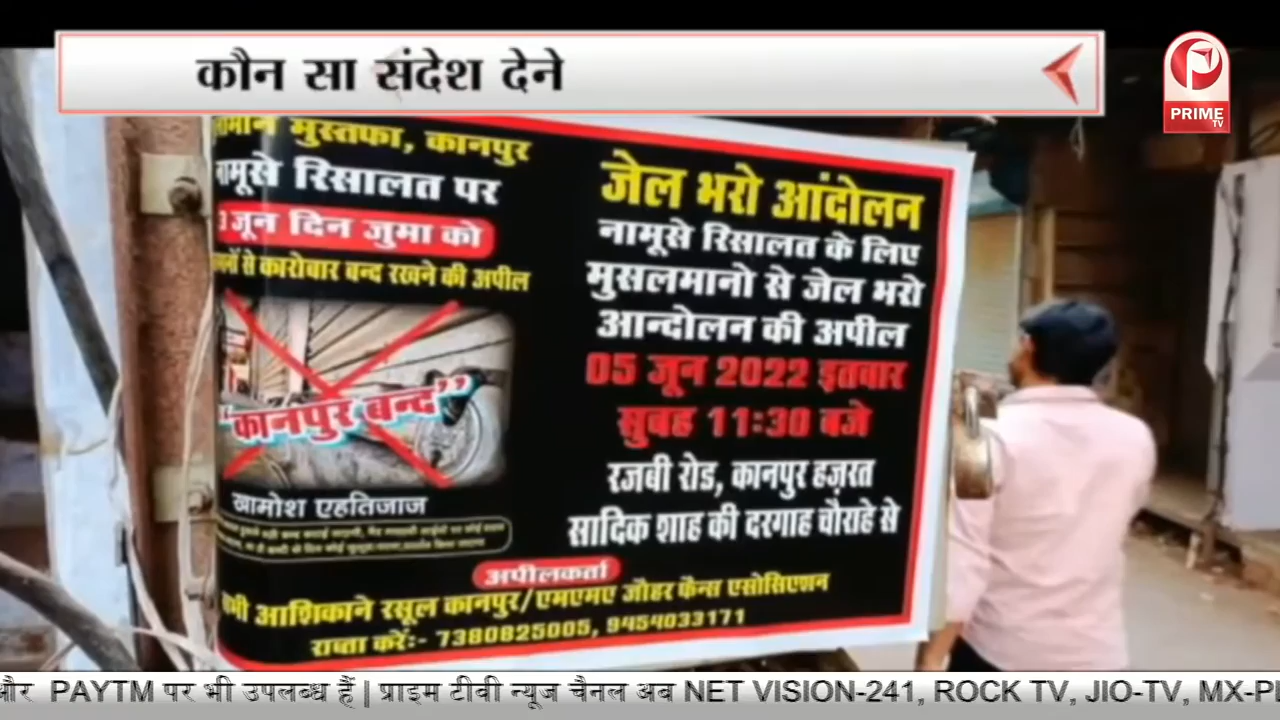 कौन सा संदेश देने
PRIME
TV
मुस्तफा, कानपुर
नामूसे रिसालत पर
जून दिन जुमा को
से कारोबार बन्द रखने की अपील
“कानपुर बन्द”
खामोश एहतिजाज
जेल भरो आंदोलन
नामूसे रिसालत के लिए
मुसलमानो से जेल भरो
आन्दोलन की अपील
05 जून 2022 इतवार
सुबह 11:30 बजे
रजबी रोड, कानपुर हज़रत
सादिक शाह की दरगाह चौराहे से
अपीलकर्ता
आशिकाने रसूल कानपुर/एमएमए जौहर फैन्स एसोसिएशन
राप्ता करें:- 7380825005, 9454033171
और PAYTM पर भी उपलब्ध हैं | प्राइम टीवी न्यूज चैनल अब NET VISION-241, ROCK TV, JIO-TV, MX-P